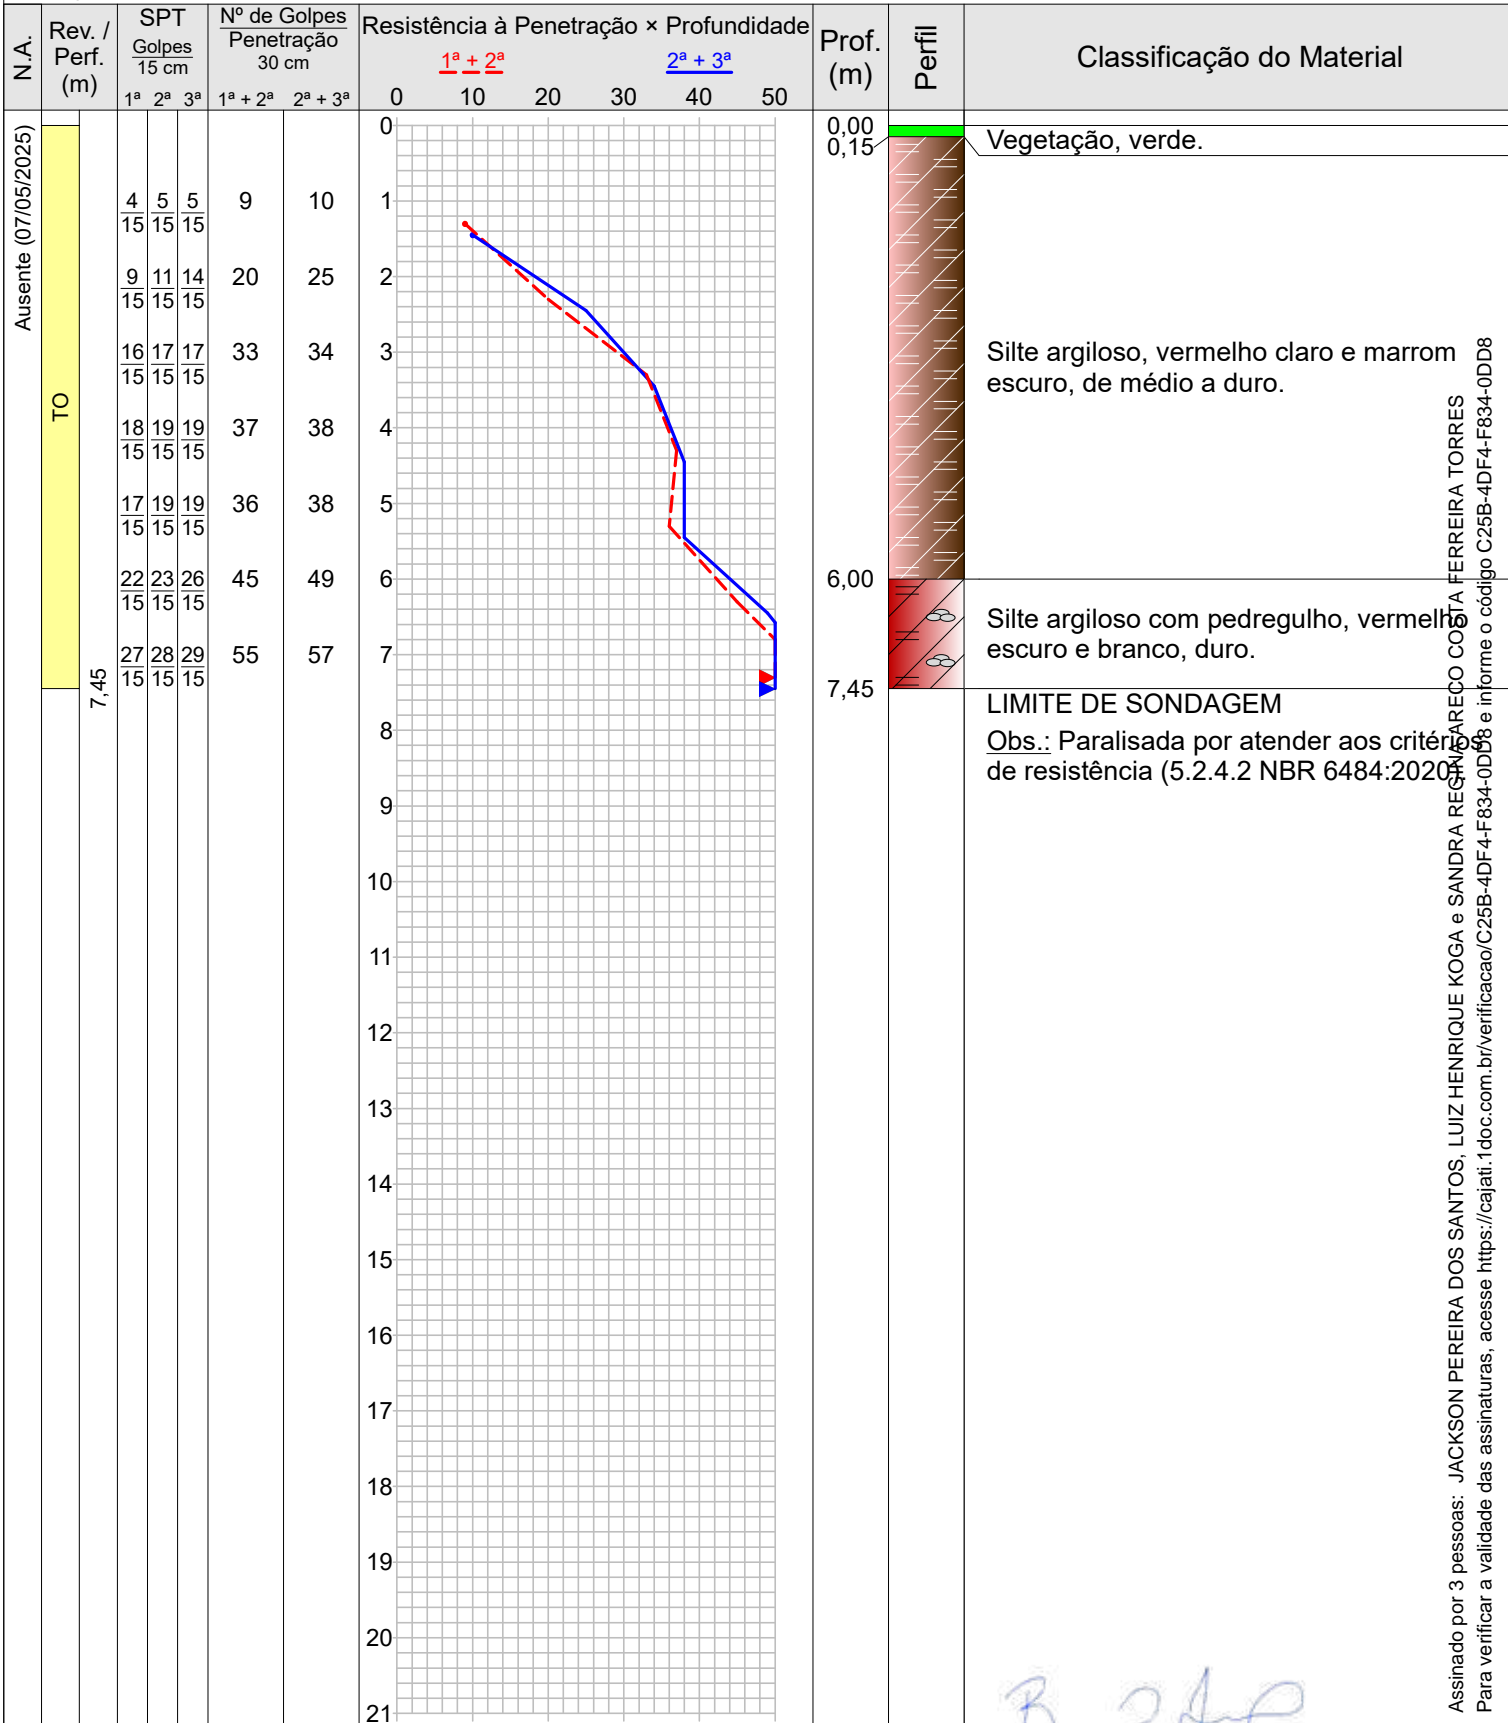 N.A.
Rev. /
Perf.
(m)
SPT
Golpes
15 cm
1ª 2ª 3ª
Nº de Golpes
Penetração
30 cm
1ª + 2ª 2ª + 3ª
Resistência à Penetração × Profundidade
1ª + 2ª 2ª + 3ª
0 10 20 30 40 50
Prof.
(m)
Perfil
Classificação do Material
Ausente (07/05/2025)
TO
7,45
4 5 5 9 10
15 15 15
9 11 14 20 25
15 15 15
16 17 17 33 34
15 15 15
18 19 19 37 38
15 15 15
17 19 19 36 38
15 15 15
22 23 26 45 49
15 15 15
27 28 29 55 57
15 15 15
0
1
2
3
4
5
6
7
8
9
10
11
12
13
14
15
16
17
18
19
20
21
0,00
0,15
6,00
7,45
Vegetação, verde.
Silte argiloso, vermelho claro e marrom
escuro, de médio a duro.
Silte argiloso com pedregulho, vermelho
escuro e branco, duro.
LIMITE DE SONDAGEM
Obs.: Paralisada por atender aos critérios
de resistência (5.2.4.2 NBR 6484:2020).
Assinado por 3 pessoas: JACKSON PEREIRA DOS SANTOS, LUIZ HENRIQUE KOGA e SANDRA REGINA ARECO COSTA FERREIRA TORRES
Para verificar a validade das assinaturas, acesse https://cajati.1doc.com.br/verificacao/C25B-4DF4-F834-0DD8 e informe o código C25B-4DF4-F834-0DD8